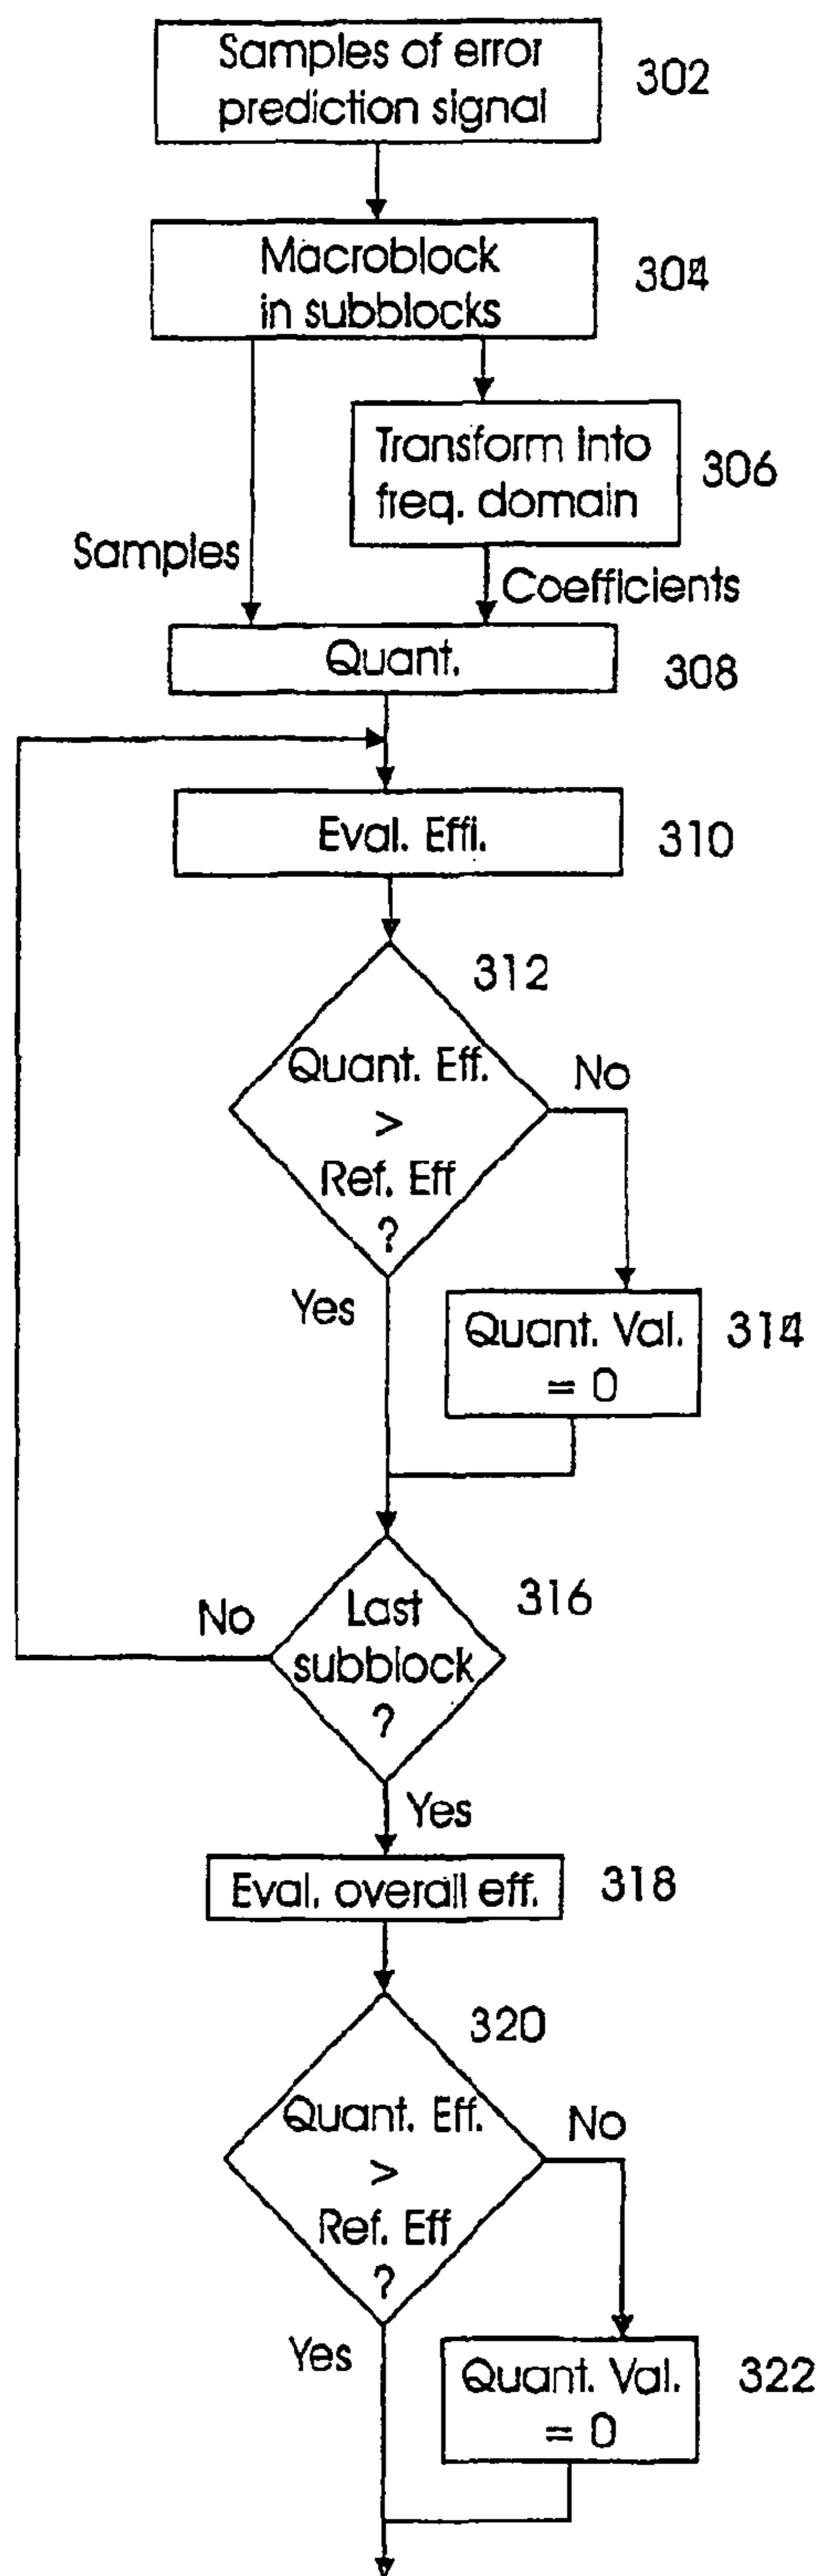 Samples of error
prediction signal
302
Macroblock
in subblocks
304
Transform into
freq. domain
306
Samples
Coefficients
Quant.
308
Eval. Effi.
310
312
Quant. Eff.
>
Ref. Eff
?
No
Yes
Quant. Val.
= 0
314
Last
subblock
?
316
No
Yes
Eval. overall eff.
318
320
Quant. Eff.
>
Ref. Eff
?
No
Yes
Quant. Val.
= 0
322